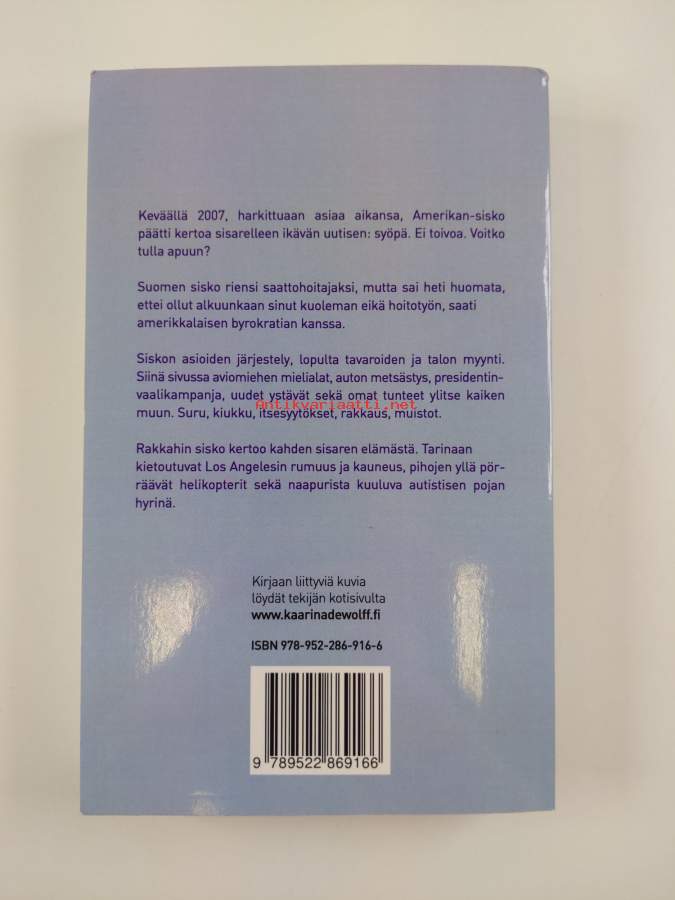 Keväällä 2007, harkittuaan asiaa aikansa, Amerikan-sisko
päätti kertoa sisarelleen ikävän uutisen: syöpä. Ei toivoa. Voitko
tulla apuun?
Suomen sisko riensi saattohoitajaksi, mutta sai heti huomata,
ettei ollut alkuunkaan sinut kuoleman eikä hoitotyön, saati
amerikkalaisen byrokratian kanssa.
Siskon asioiden järjestely, lopulta tavaroiden ja talon myynti.
Siinä sivussa aviomiehen mielialat, auton metsästys, presidentin-
vaalikampanja, uudet ystävät sekä omat tunteet ylitse kaiken
muun. Suru, kiukku, itsesyytökset, rakkaus, muistot.
Antikvariaatti.net
Rakkahin sisko kertoo kahden sisaren elämästä. Tarinaan
kietoutuvat Los Angelesin rumuus ja kauneus, pihojen yllä pör-
räävät helikopterit sekä naapurista kuuluva autistisen pojan
hyrinä.
Kirjaan liittyviä kuvia
löydät tekijän kotisivulta
www.kaarinadewolff.fi
ISBN 978-952-286-916-6
9 789522 869166